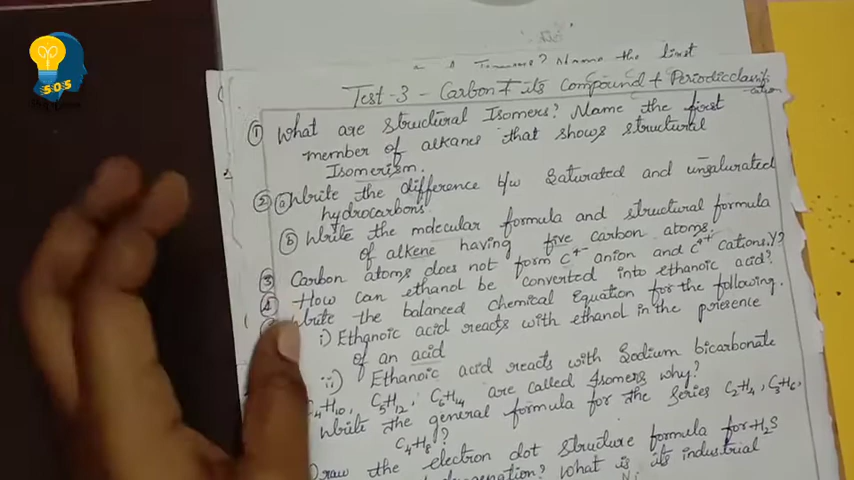 505
Name the first
Test-3 - Carbon & its Compound + Periodic classification
① What are structural Isomers? Name the first
member of alkanes that shows structural
Isomerism.
② ⓐ Write the difference b/w saturated and unsaturated
hydrocarbons.
ⓑ Write the molecular formula and structural formula
of alkene having five carbon atoms.
③ Carbon atoms does not form C⁴⁻ anion and C⁴⁺ cations. Y?
④ How can ethanol be converted into ethanoic acid?
Write the balanced chemical Equation for the following.
i) Ethanoic acid reacts with ethanol in the presence
of an acid
ii) Ethanoic acid reacts with Sodium bicarbonate
C₄H₁₀, C₅H₁₂, C₆H₁₄ are called Isomers why?
Write the general formula for the Series C₂H₄, C₃H₆,
C₄H₈?
Draw the electron dot structure formula for H₂S
What is its industrial